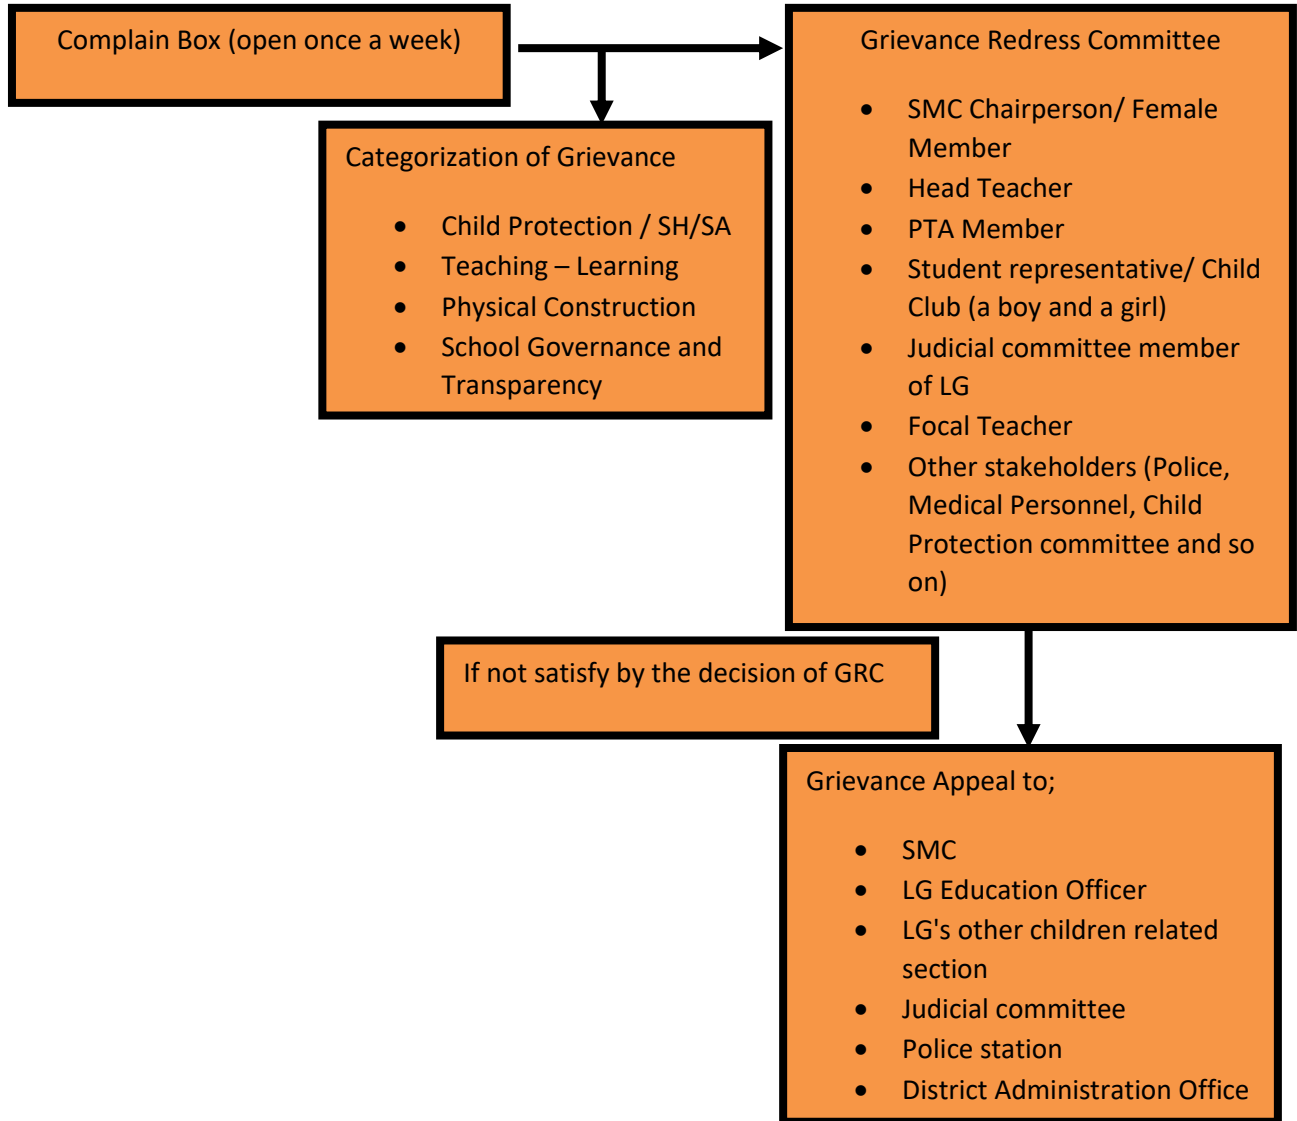 Complain Box (open once a week)
Categorization of Grievance
• Child Protection / SH/SA
• Teaching – Learning
• Physical Construction
• School Governance and
Transparency
Grievance Redress Committee
• SMC Chairperson/ Female
Member
• Head Teacher
• PTA Member
• Student representative/ Child
Club (a boy and a girl)
• Judicial committee member
of LG
• Focal Teacher
• Other stakeholders (Police,
Medical Personnel, Child
Protection committee and so
on)
If not satisfy by the decision of GRC
Grievance Appeal to;
• SMC
• LG Education Officer
• LG's other children related
section
• Judicial committee
• Police station
• District Administration Office